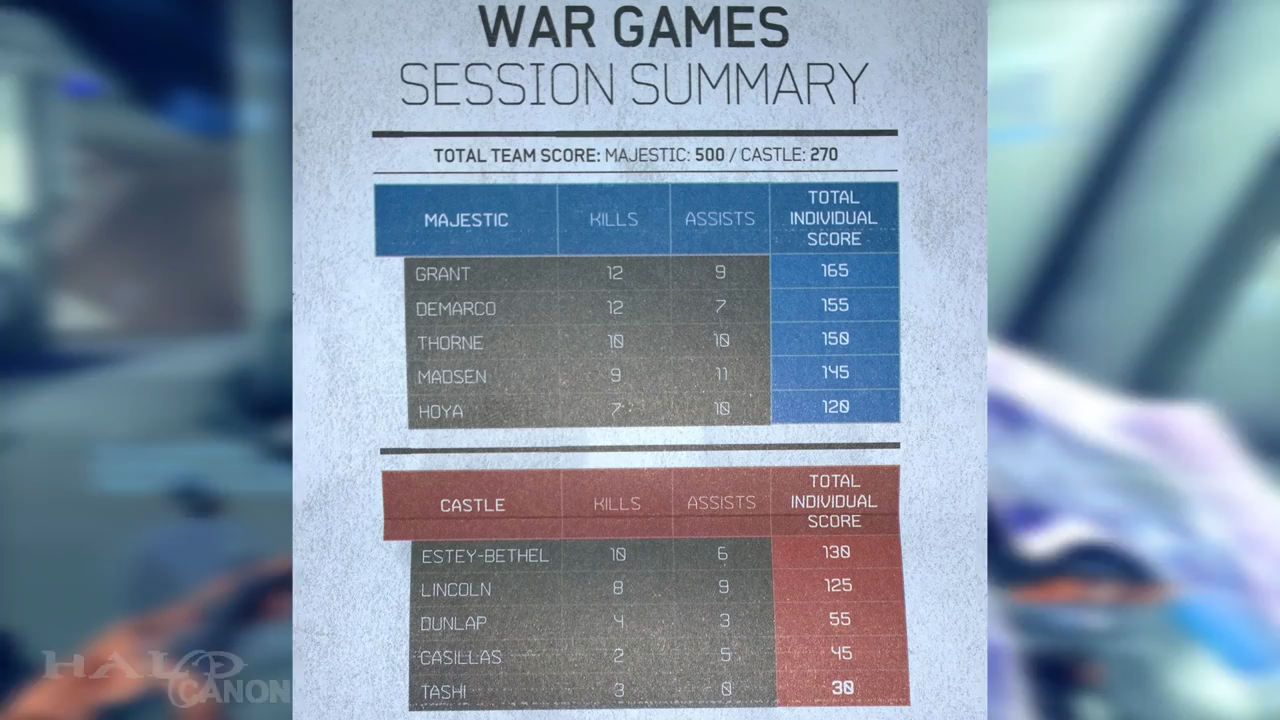 WAR GAMES
SESSION SUMMARY
TOTAL TEAM SCORE: MAJESTIC: 500 / CASTLE: 270
MAJESTIC KILLS ASSISTS TOTAL INDIVIDUAL SCORE
GRANT 12 9 165
DEMARCO 12 7 155
THORNE 10 10 150
MADSEN 9 11 145
HOYA 7 10 120
CASTLE KILLS ASSISTS TOTAL INDIVIDUAL SCORE
ESTEY-BETHEL 10 6 130
LINCOLN 8 9 125
DUNLAP 4 3 55
CASILLAS 2 5 45
TASHI 3 0 30
HALO
CANON